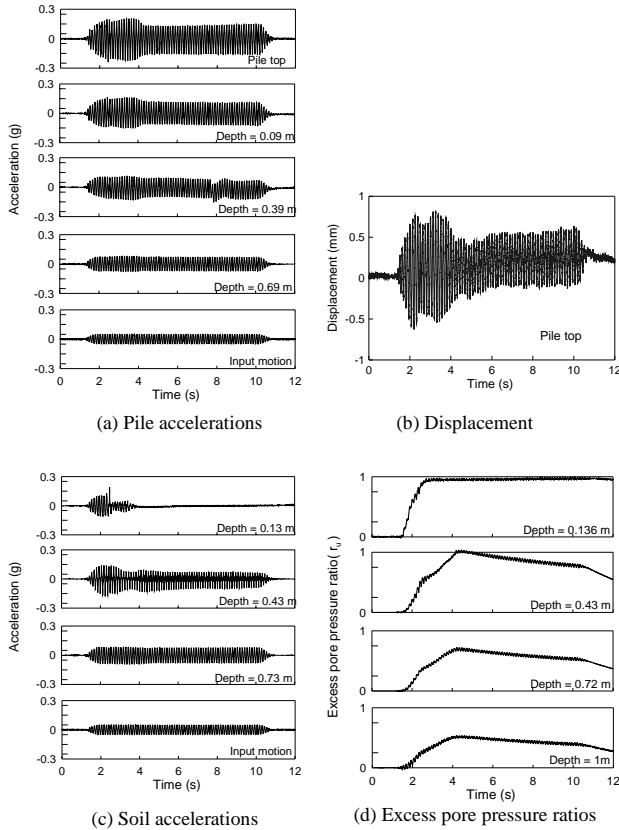 0.3
0
-0.3
Pile top
0.3
0
-0.3
Depth = 0.09 m
0.3
0
-0.3
Depth = 0.39 m
0.3
0
-0.3
Depth = 0.69 m
0.3
0
-0.3
Input motion
0 2 4 6 8 10 12
Time (s)
Acceleration (g)
(a) Pile accelerations
1
0.5
0
-0.5
-1
Displacement (mm)
Pile top
0 2 4 6 8 10 12
Time (s)
(b) Displacement
0.3
0
-0.3
Depth = 0.13 m
0.3
0
-0.3
Depth = 0.43 m
0.3
0
-0.3
Depth = 0.73 m
0.3
0
-0.3
Input motion
0 2 4 6 8 10 12
Time (s)
Acceleration (g)
(c) Soil accelerations
1
0
Depth = 0.136 m
1
0
Depth = 0.43 m
1
0
Depth = 0.72 m
1
0
Depth = 1m
0 2 4 6 8 10 12
Time (s)
Excess pore pressure ratio( ru)
(d) Excess pore pressure ratios